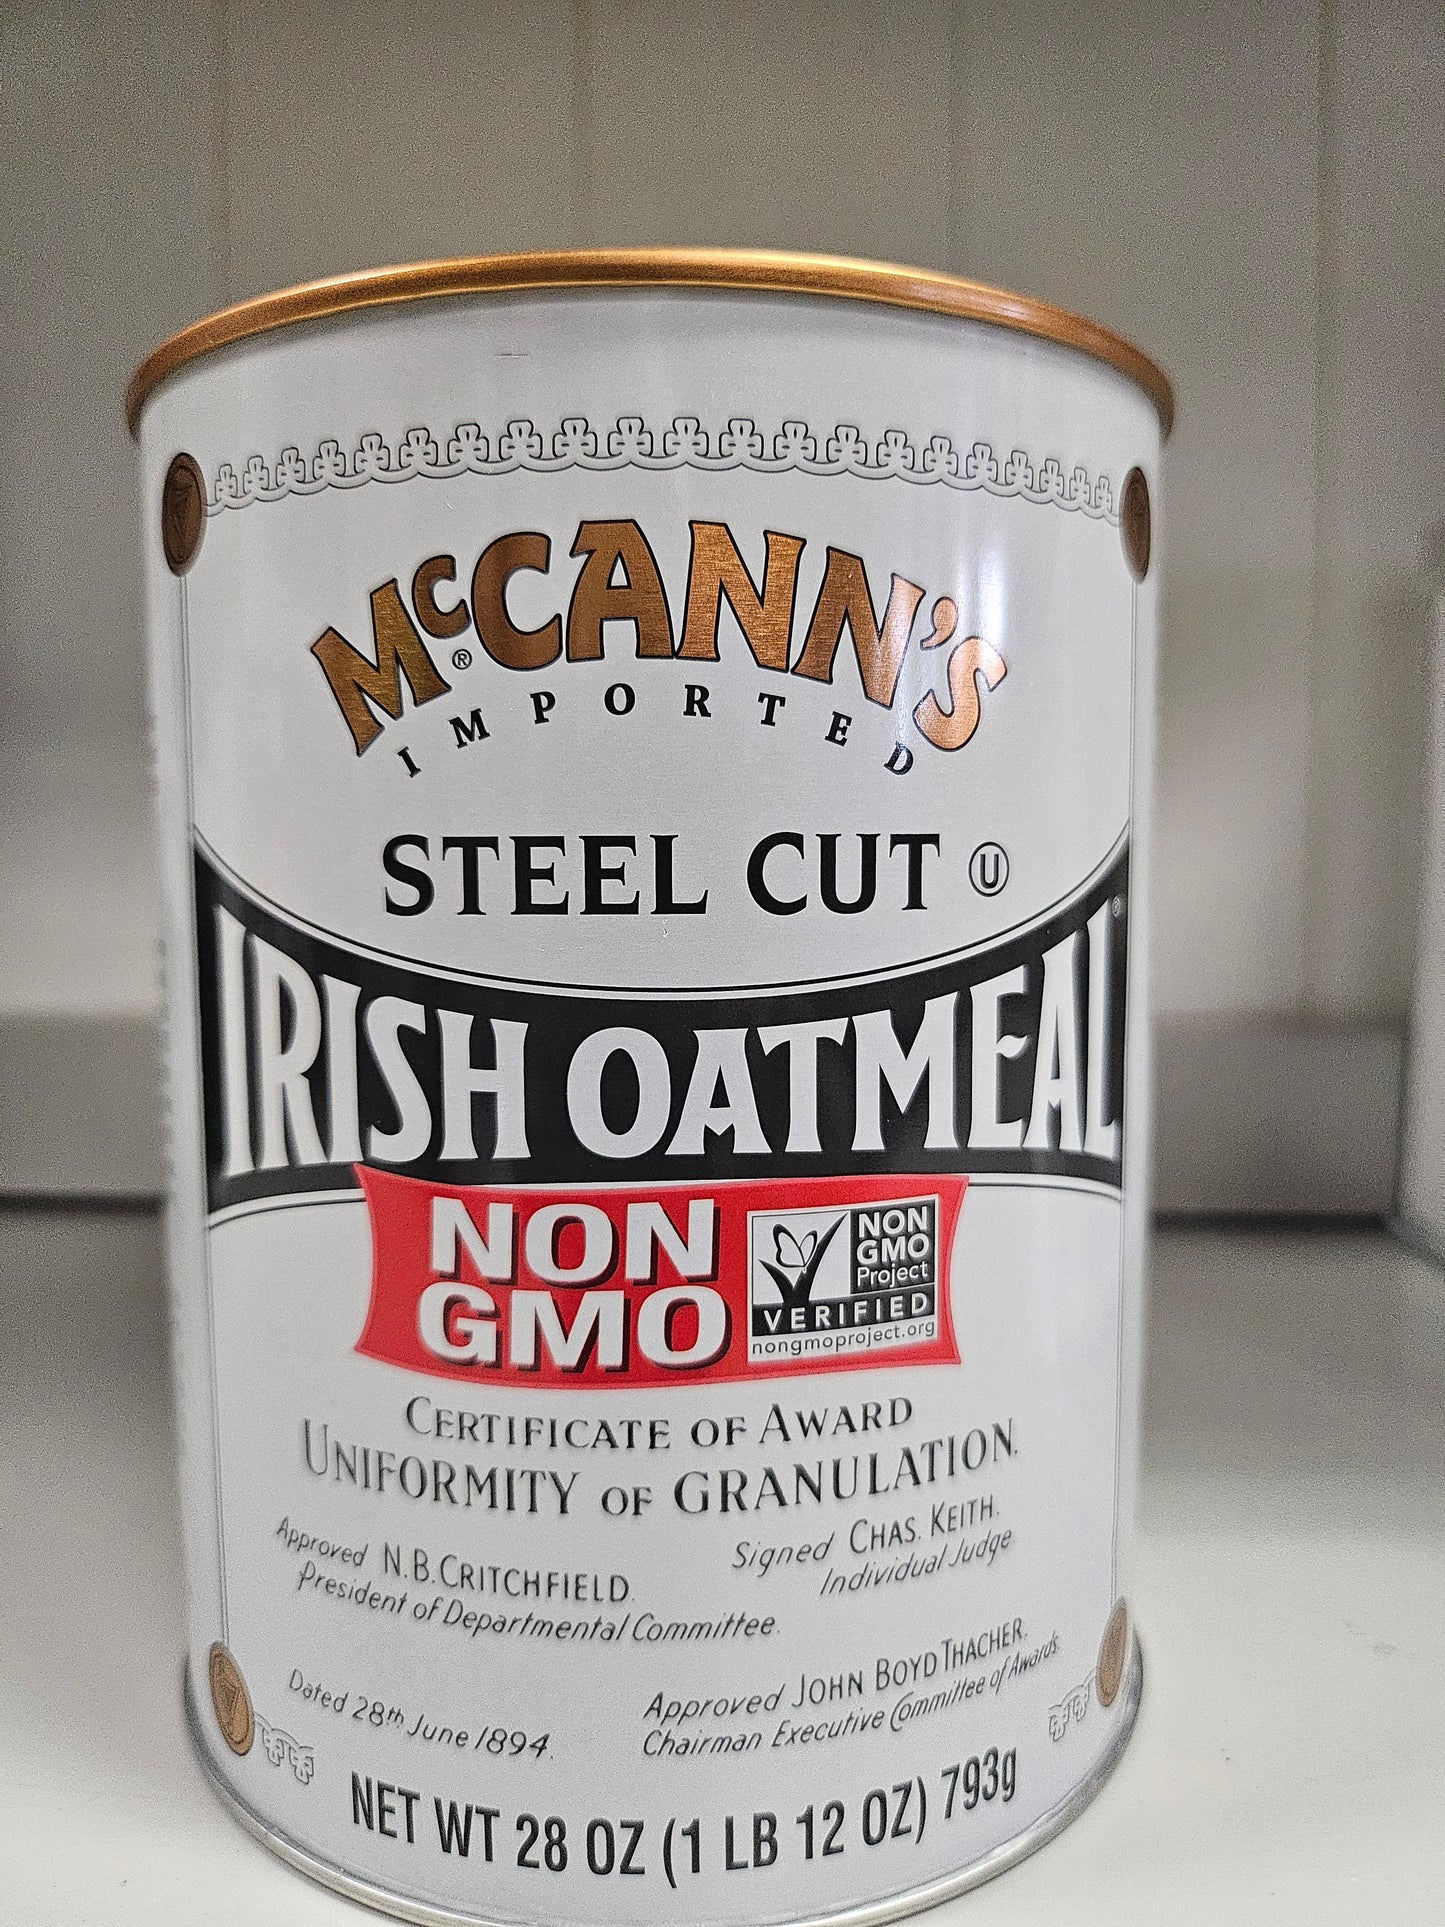 McCANN'S®
IMPORTED
STEEL CUT Ⓤ
IRISH OATMEAL®
NON
GMO
NON
GMO
Project
VERIFIED
nongmoproject.org
CERTIFICATE OF AWARD
UNIFORMITY OF GRANULATION.
Approved N.B.CRITCHFIELD.
President of Departmental Committee.
Signed CHAS. KEITH.
Individual Judge.
Dated 28th June 1894.
Approved JOHN BOYD THACHER.
Chairman Executive Committee of Awards.
NET WT 28 OZ (1 LB 12 OZ) 793g